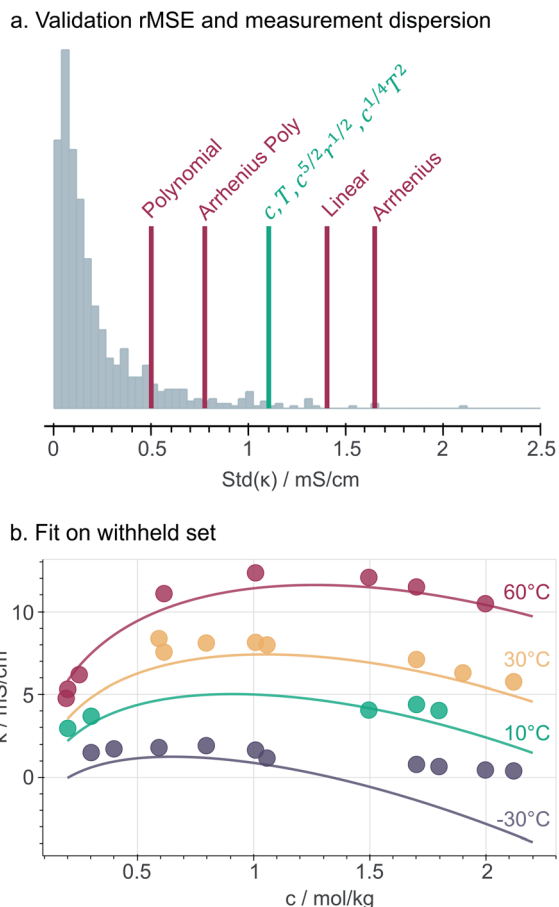 a. Validation rMSE and measurement dispersion
Polynomial
Arrhenius Poly
c, T, c^{5/2}r^{1/2}, c^{1/4}T^2
Linear
Arrhenius
0 0.5 1 1.5 2 2.5
Std(κ) / mS/cm
b. Fit on withheld set
60°C
10
30°C
5
10°C
0
-30°C
κ / mS/cm
0.5 1 1.5 2
c / mol/kg